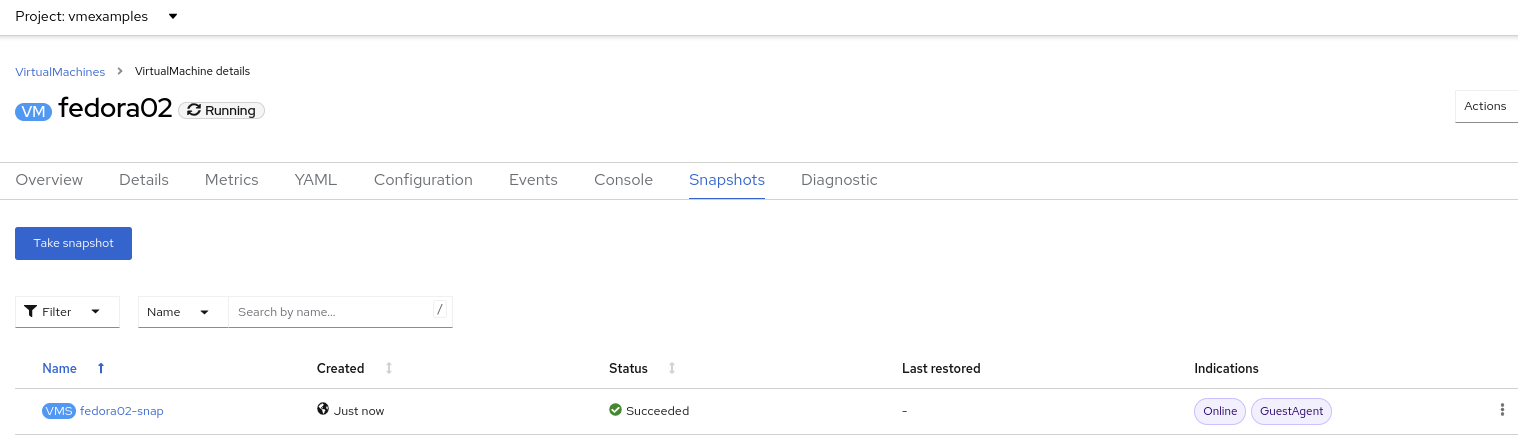 Project: vmexamples
VirtualMachines VirtualMachine details
VM fedora02 Running
Actions
Overview Details Metrics YAML Configuration Events Console Snapshots Diagnostic
Take snapshot
Filter Name Search by name... /
Name Created Status Last restored Indications
VMS fedora02-snap Just now Succeeded - Online GuestAgent